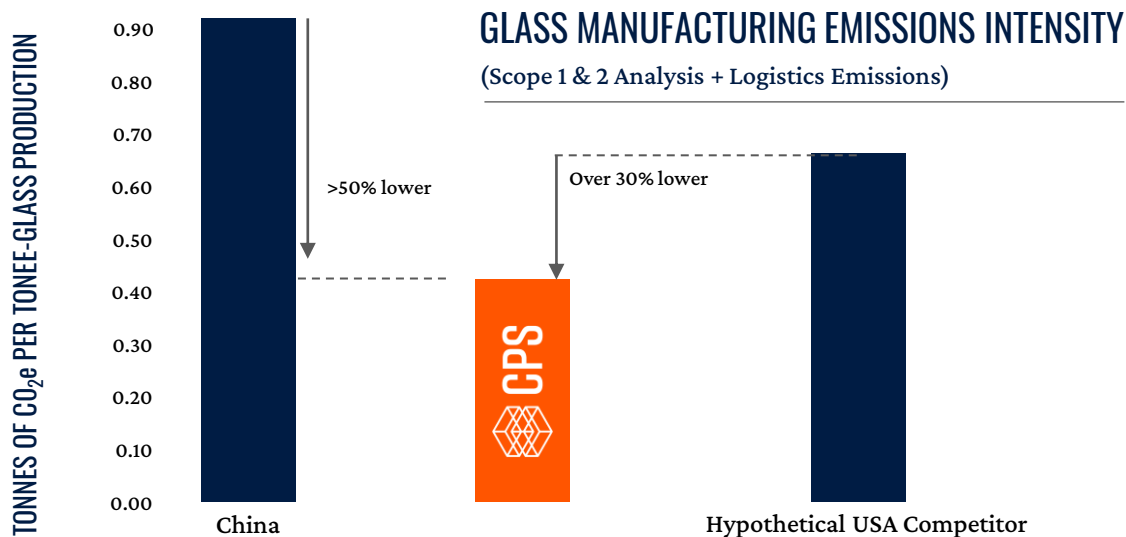 GLASS MANUFACTURING EMISSIONS INTENSITY
(Scope 1 & 2 Analysis + Logistics Emissions)
TONNES OF CO₂e PER TONEE-GLASS PRODUCTION
0.90
0.80
0.70
0.60
0.50
0.40
0.30
0.20
0.10
0.00
>50% lower
Over 30% lower
CPS
China
Hypothetical USA Competitor